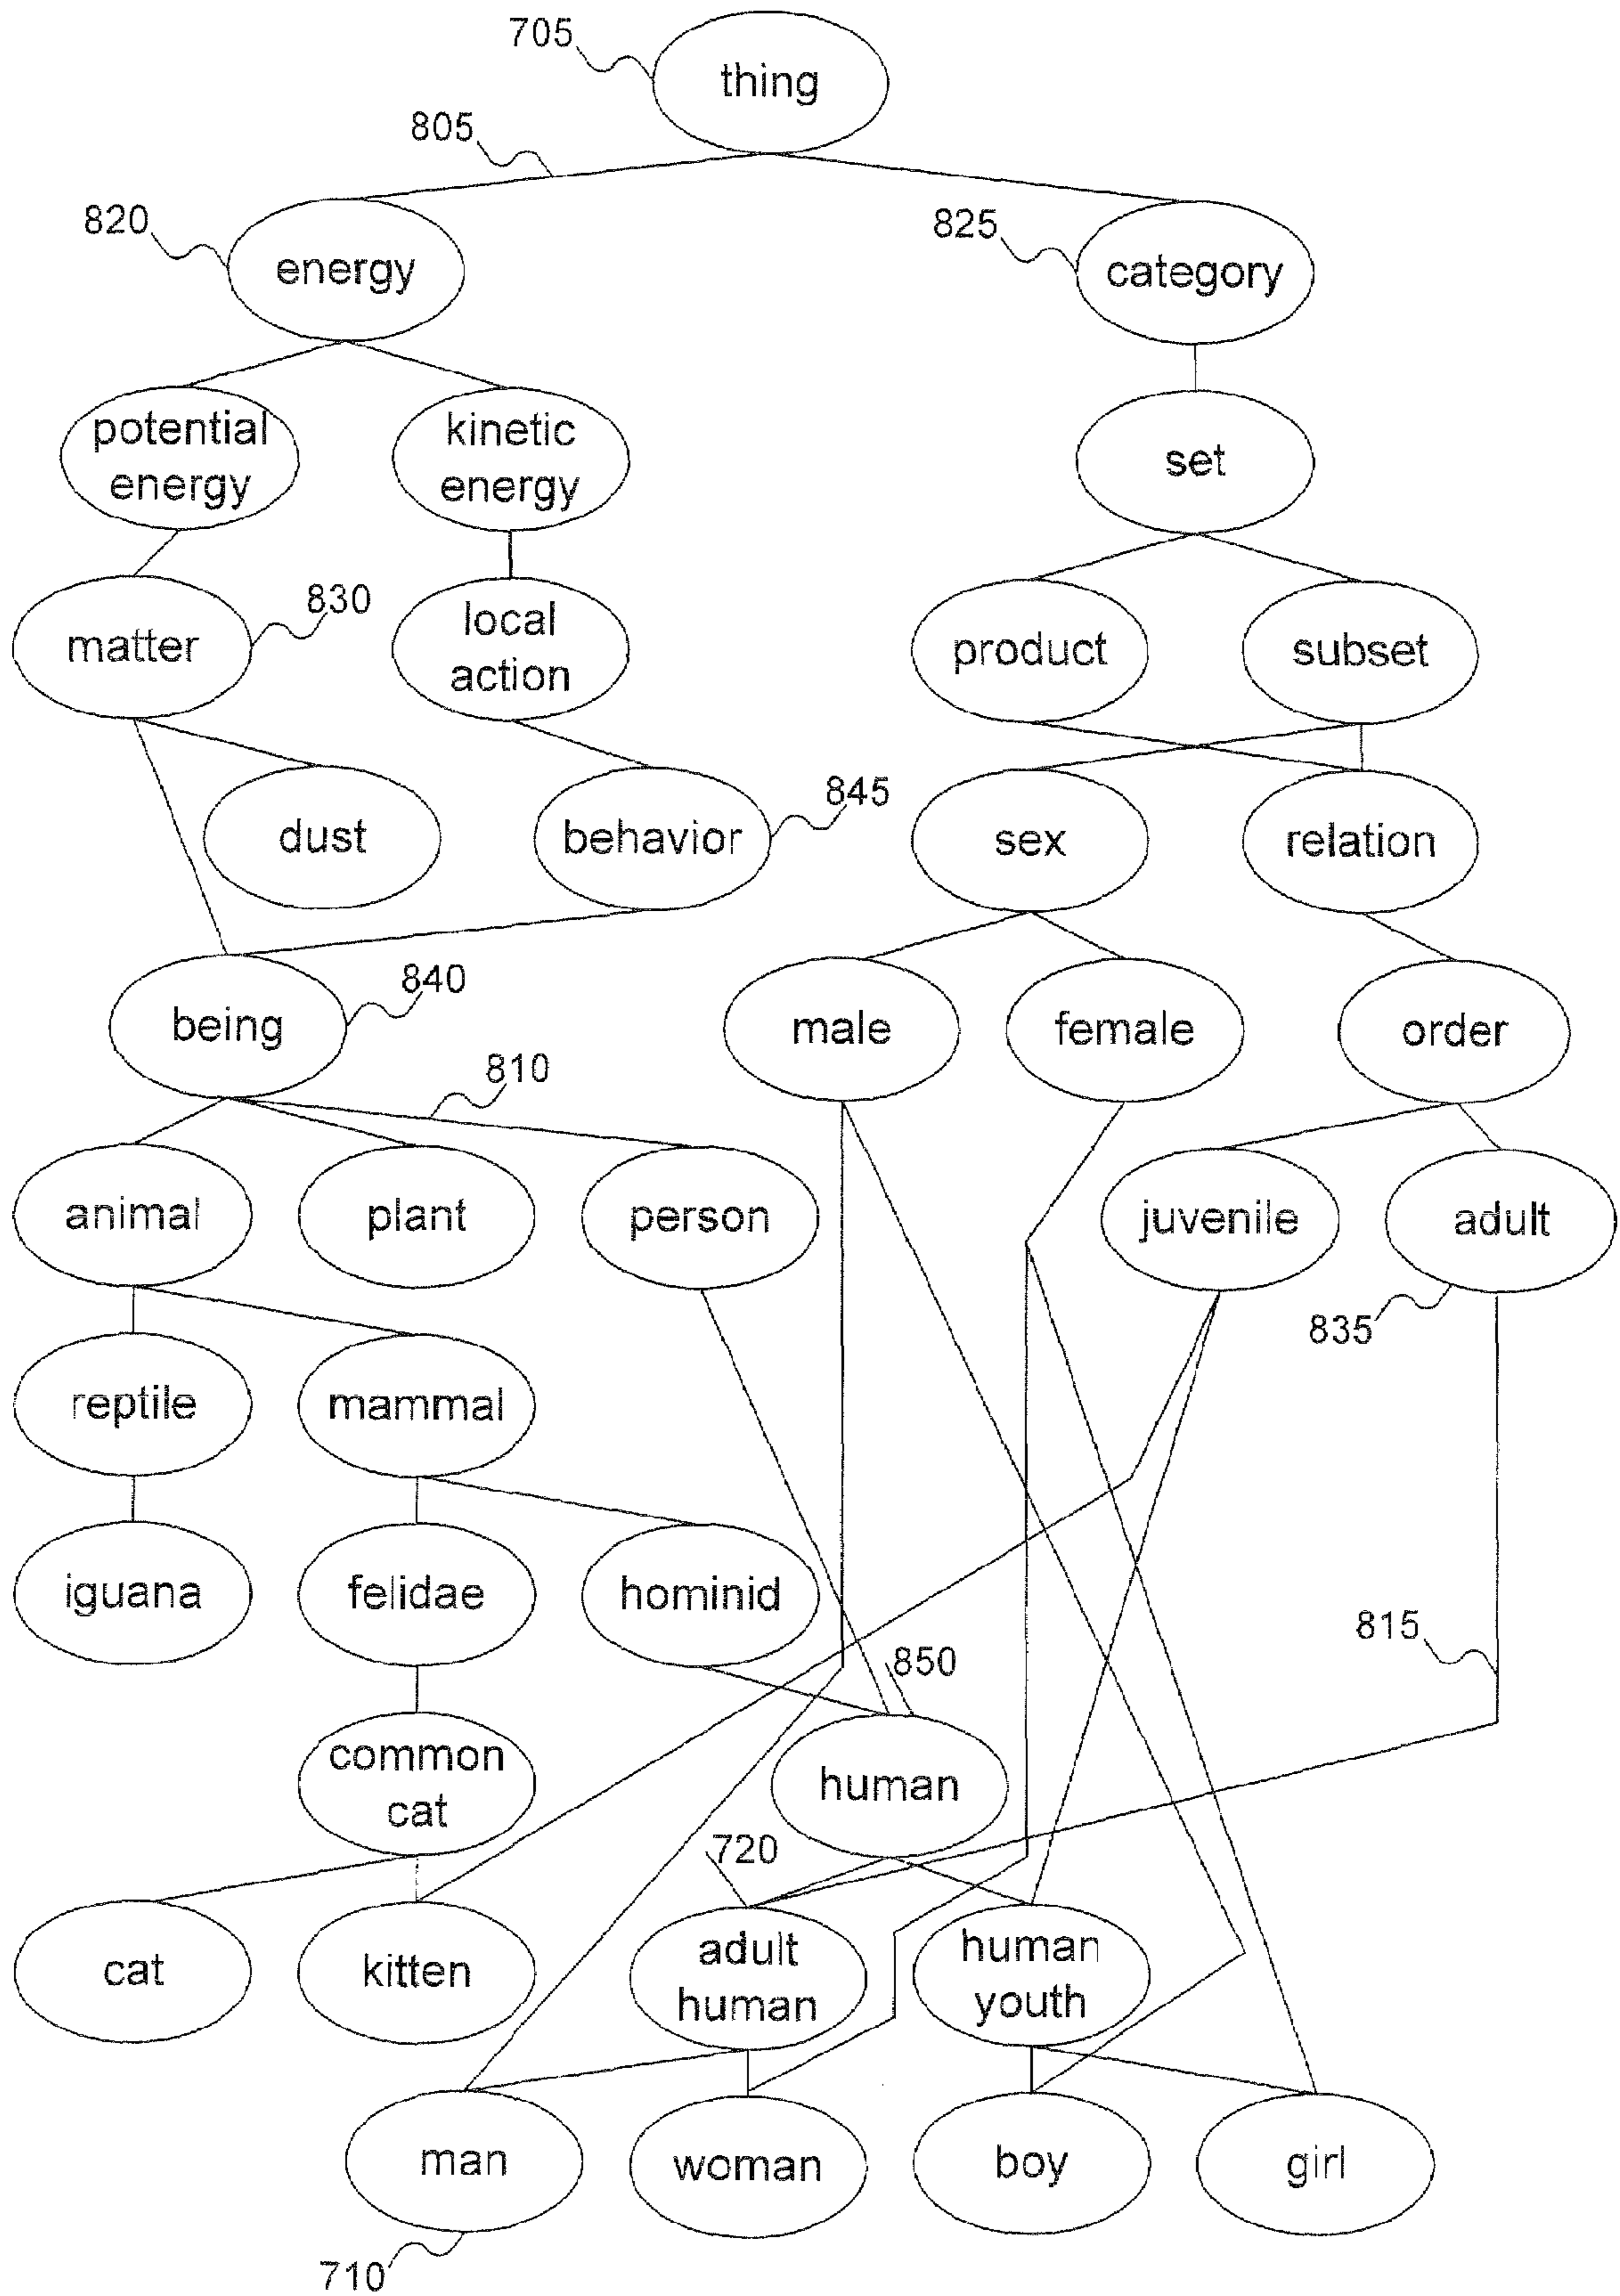 705
thing
805
820
energy
825
category
potential
energy
kinetic
energy
set
matter
830
local
action
product
subset
dust
behavior
845
sex
relation
being
840
male
female
order
810
animal
plant
person
juvenile
adult
835
reptile
mammal
iguana
felidae
hominid
815
850
common
cat
human
720
cat
kitten
adult
human
human
youth
man
woman
boy
girl
710